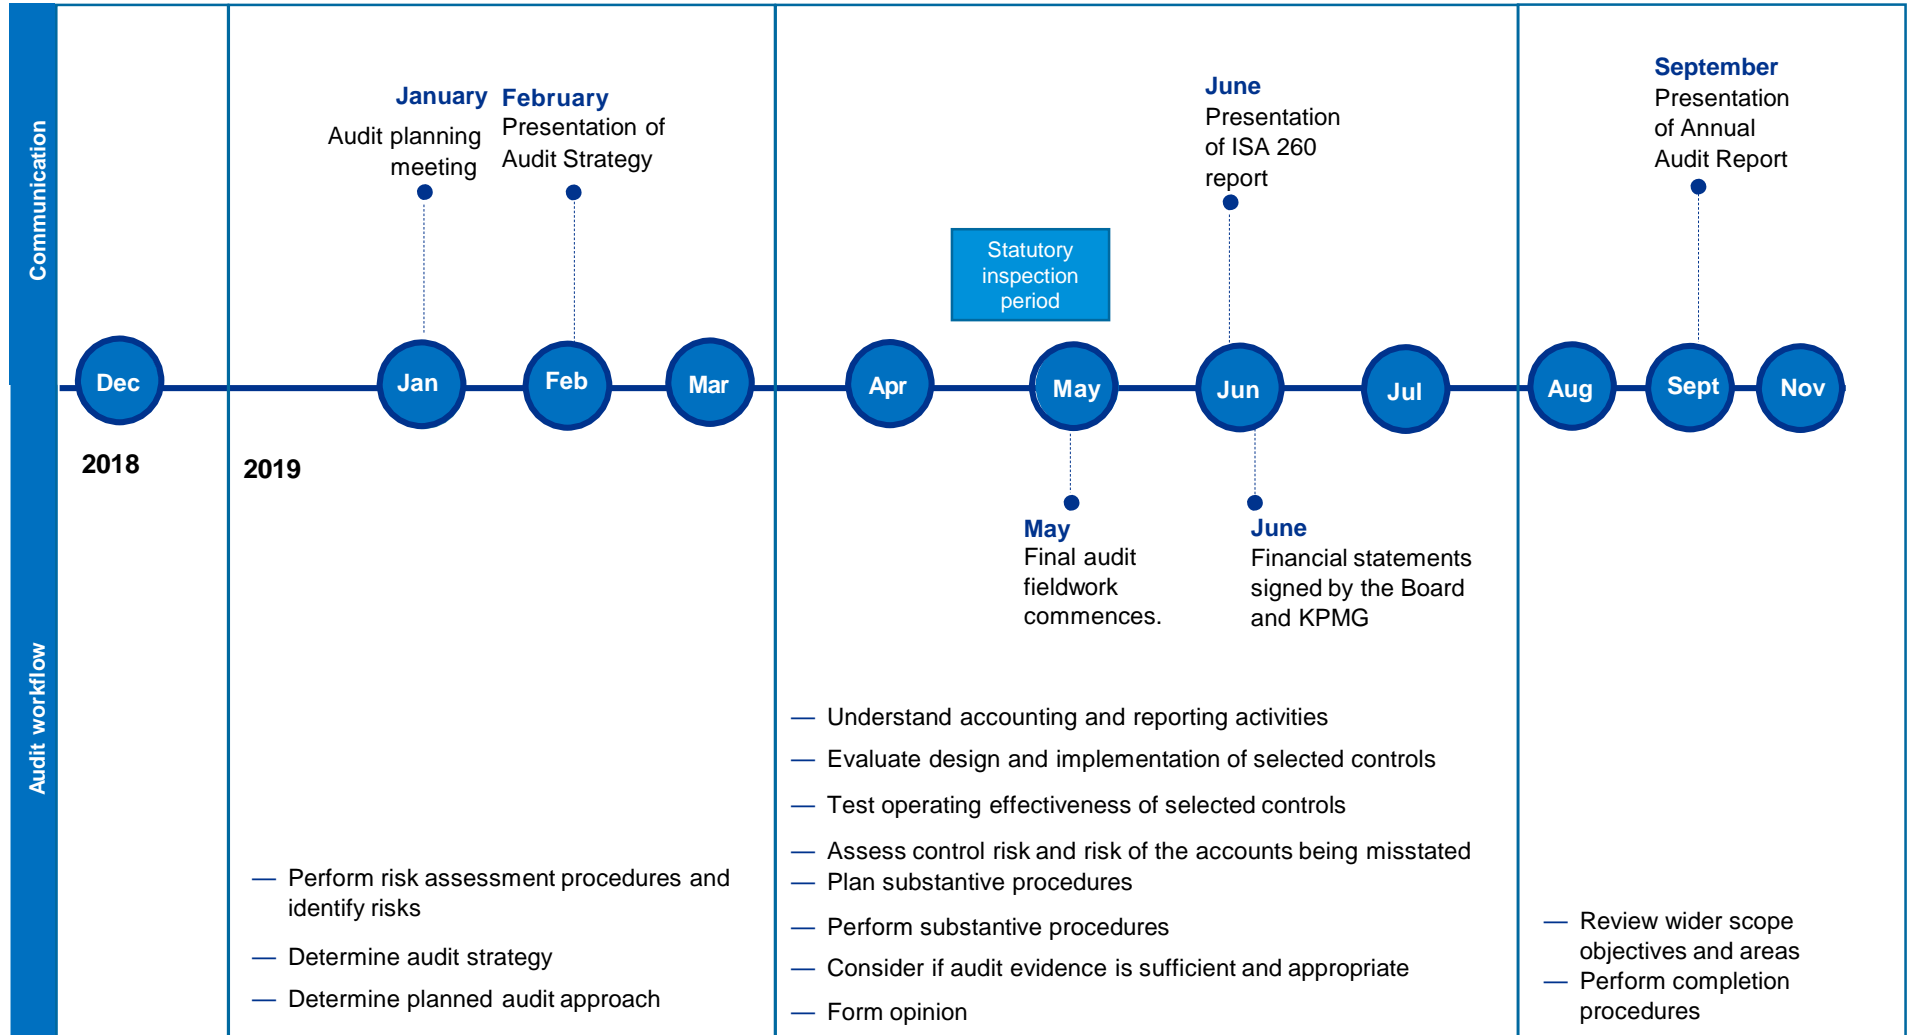 Communication
January
Audit planning
meeting
February
Presentation of
Audit Strategy
June
Presentation
of ISA 260
report
September
Presentation
of Annual
Audit Report
Statutory
inspection
period
Dec
Jan
Feb
Mar
Apr
May
Jun
Jul
Aug
Sept
Nov
2018
2019
May
Final audit
fieldwork
commences.
June
Financial statements
signed by the Board
and KPMG
Audit workflow
— Perform risk assessment procedures and
identify risks
— Determine audit strategy
— Determine planned audit approach
— Understand accounting and reporting activities
— Evaluate design and implementation of selected controls
— Test operating effectiveness of selected controls
— Assess control risk and risk of the accounts being misstated
— Plan substantive procedures
— Perform substantive procedures
— Consider if audit evidence is sufficient and appropriate
— Form opinion
— Review wider scope
objectives and areas
— Perform completion
procedures